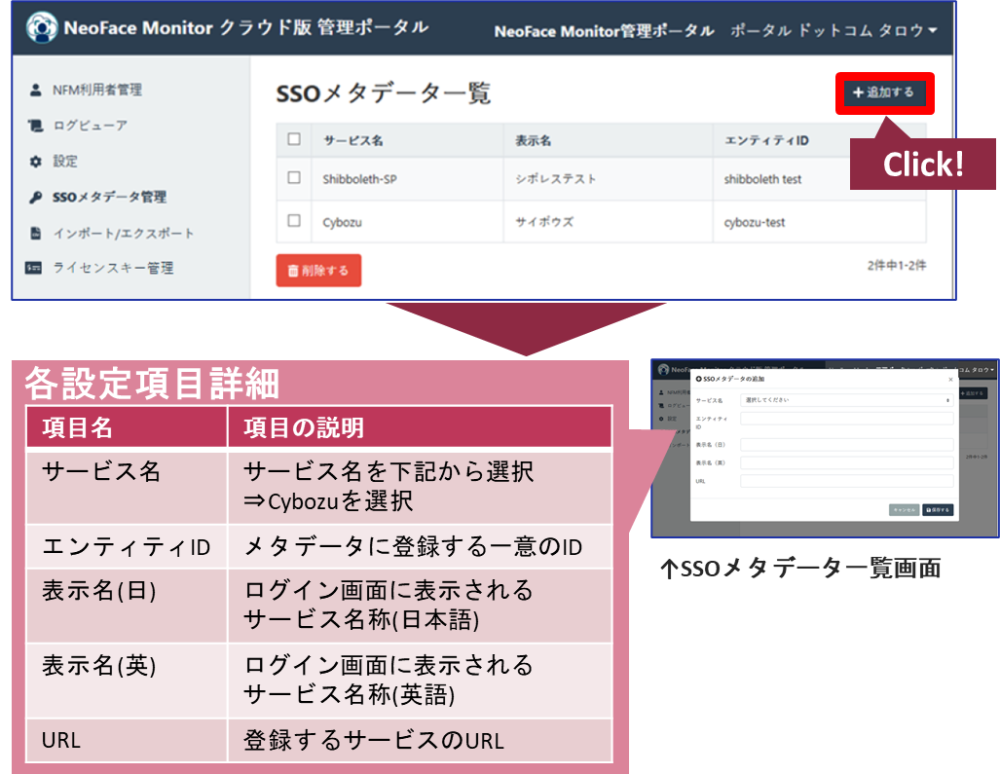 NeoFace Monitor クラウド版 管理ポータル
NeoFace Monitor管理ポータル ポータル ドットコム タロウ
NFM利用者管理
ログビューア
設定
SSOメタデータ管理
インポート/エクスポート
ライセンスキー管理
SSOメタデータ一覧
追加する
Click!
サービス名 表示名 エンティティID
Shibboleth-SP シボレステスト shibboleth test
Cybozu サイボウズ cybozu-test
削除する
2件中1-2件
各設定項目詳細
項目名 項目の説明
サービス名 サービス名を下記から選択
⇒Cybozuを選択
エンティティID メタデータに登録する一意のID
表示名(日) ログイン画面に表示される
サービス名称(日本語)
表示名(英) ログイン画面に表示される
サービス名称(英語)
URL 登録するサービスのURL
SSOメタデータの追加
サービス名 選択してください
エンティティ
ID
表示名（日）
表示名（英）
URL
キャンセル 保存する
追加する
2件中1-2件
↑SSOメタデータ一覧画面